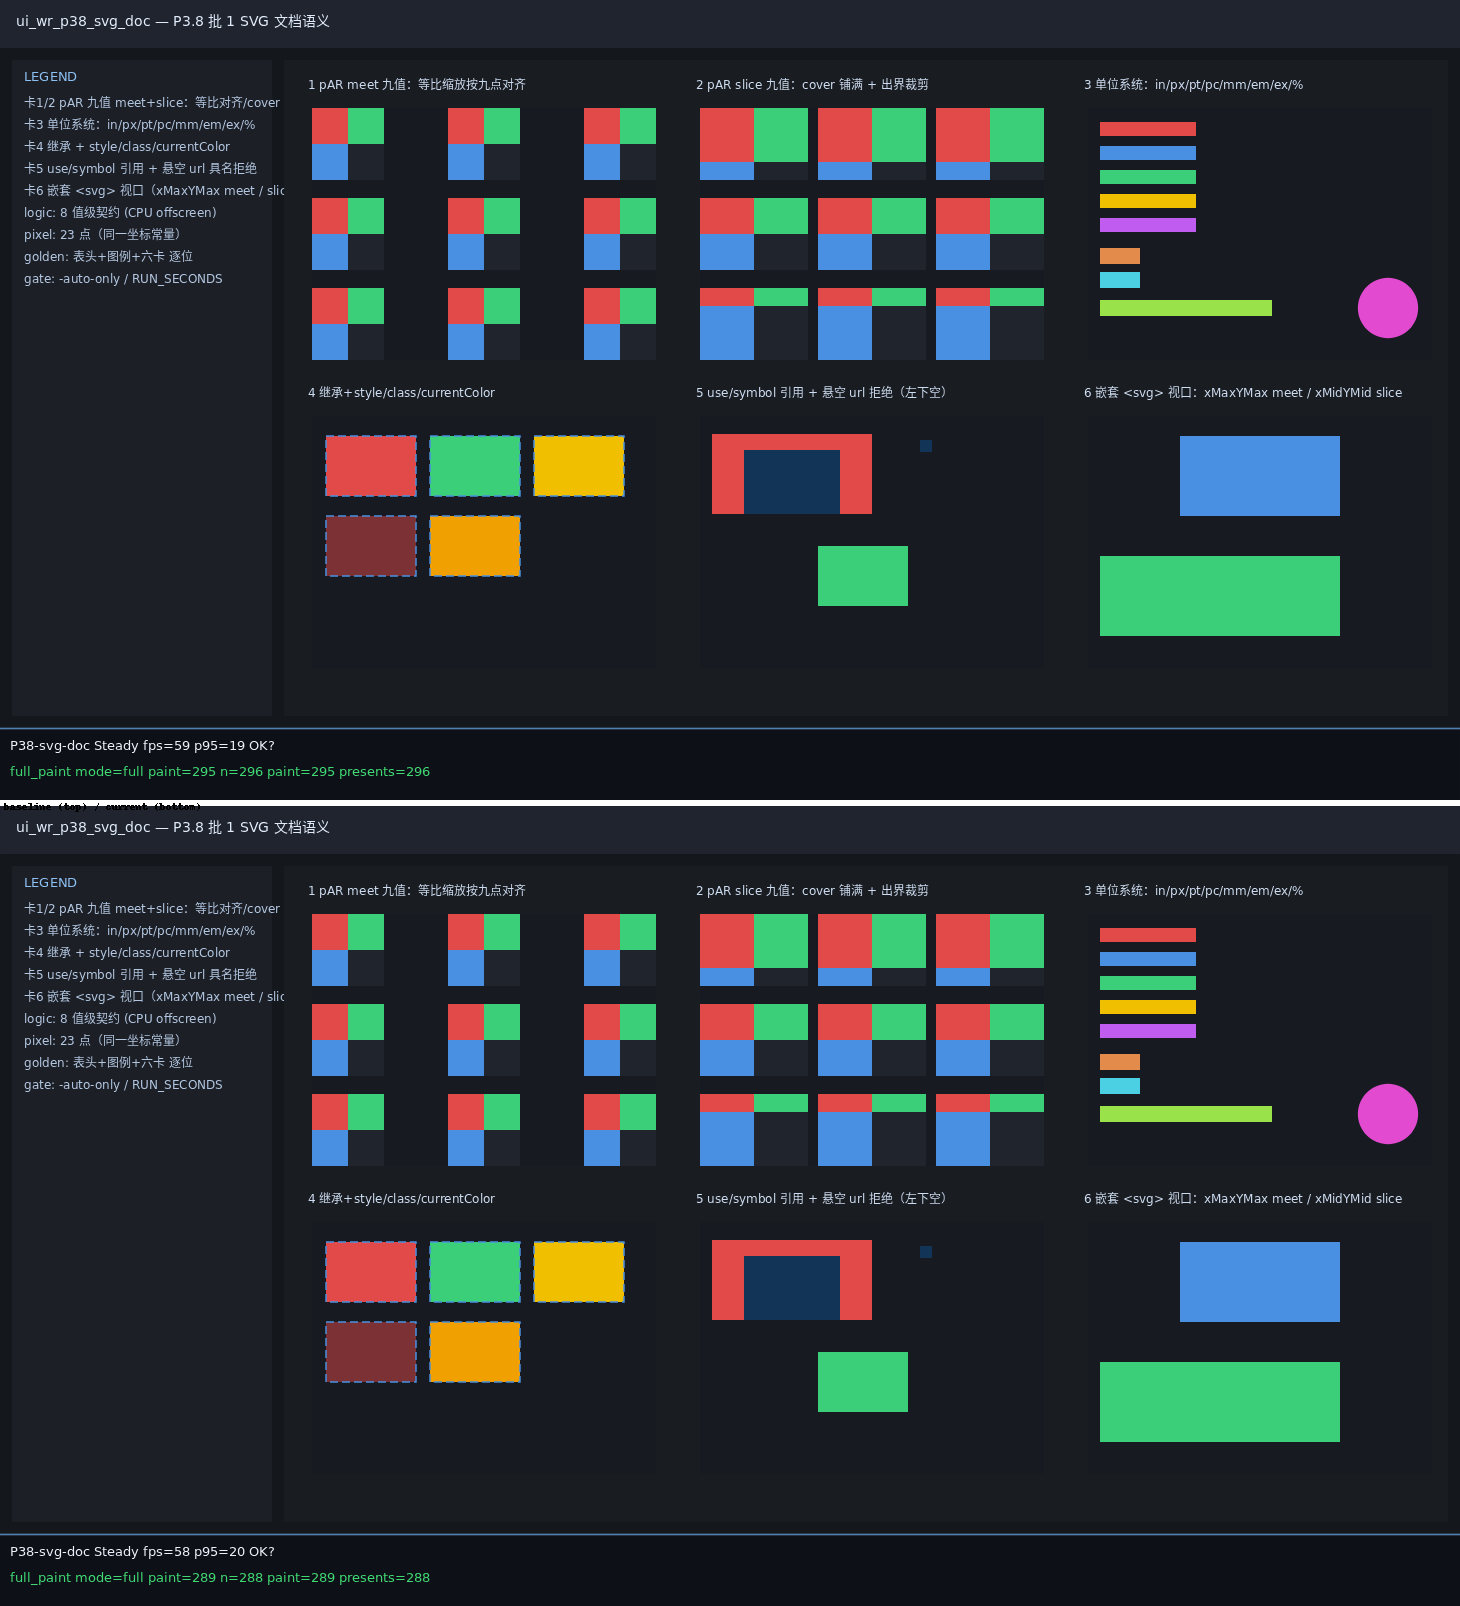 ui_wr_p38_svg_doc — P3.8 批 1 SVG 文档语义
LEGEND
卡1/2 pAR 九值 meet+slice：等比对齐/cover
卡3 单位系统：in/px/pt/pc/mm/em/ex/%
卡4 继承 + style/class/currentColor
卡5 use/symbol 引用 + 悬空 url 具名拒绝
卡6 嵌套 <svg> 视口（xMaxYMax meet / slic
logic: 8 值级契约 (CPU offscreen)
pixel: 23 点（同一坐标常量）
golden: 表头+图例+六卡 逐位
gate: -auto-only / RUN_SECONDS
1 pAR meet 九值：等比缩放按九点对齐
2 pAR slice 九值：cover 铺满 + 出界裁剪
3 单位系统：in/px/pt/pc/mm/em/ex/%
4 继承+style/class/currentColor
5 use/symbol 引用 + 悬空 url 拒绝（左下空）
6 嵌套 <svg> 视口：xMaxYMax meet / xMidYMid slice
P38-svg-doc Steady fps=59 p95=19 OK?
full_paint mode=full paint=295 n=296 paint=295 presents=296
baseline (top) / current (bottom)
ui_wr_p38_svg_doc — P3.8 批 1 SVG 文档语义
LEGEND
卡1/2 pAR 九值 meet+slice：等比对齐/cover
卡3 单位系统：in/px/pt/pc/mm/em/ex/%
卡4 继承 + style/class/currentColor
卡5 use/symbol 引用 + 悬空 url 具名拒绝
卡6 嵌套 <svg> 视口（xMaxYMax meet / slic
logic: 8 值级契约 (CPU offscreen)
pixel: 23 点（同一坐标常量）
golden: 表头+图例+六卡 逐位
gate: -auto-only / RUN_SECONDS
1 pAR meet 九值：等比缩放按九点对齐
2 pAR slice 九值：cover 铺满 + 出界裁剪
3 单位系统：in/px/pt/pc/mm/em/ex/%
4 继承+style/class/currentColor
5 use/symbol 引用 + 悬空 url 拒绝（左下空）
6 嵌套 <svg> 视口：xMaxYMax meet / xMidYMid slice
P38-svg-doc Steady fps=58 p95=20 OK?
full_paint mode=full paint=289 n=288 paint=289 presents=288